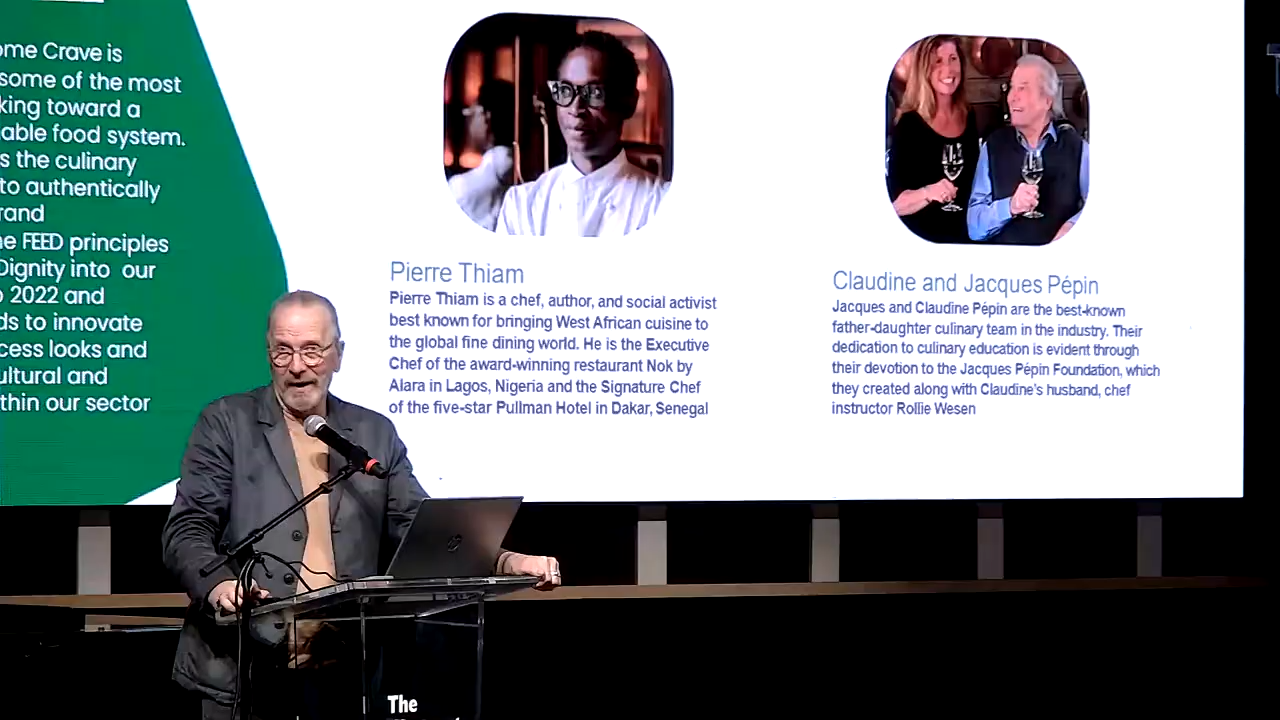 ome Crave is
some of the most
king toward a
able food system.
s the culinary
to authentically
rand
ne FEED principles
Dignity into our
o 2022 and
ds to innovate
cess looks and
ultural and
thin our sector
Pierre Thiam
Pierre Thiam is a chef, author, and social activist
best known for bringing West African cuisine to
the global fine dining world. He is the Executive
Chef of the award-winning restaurant Nok by
Alara in Lagos, Nigeria and the Signature Chef
of the five-star Pullman Hotel in Dakar, Senegal
Claudine and Jacques Pépin
Jacques and Claudine Pépin are the best-known
father-daughter culinary team in the industry. Their
dedication to culinary education is evident through
their devotion to the Jacques Pépin Foundation, which
they created along with Claudine's husband, chef
instructor Rollie Wesen
hp
The